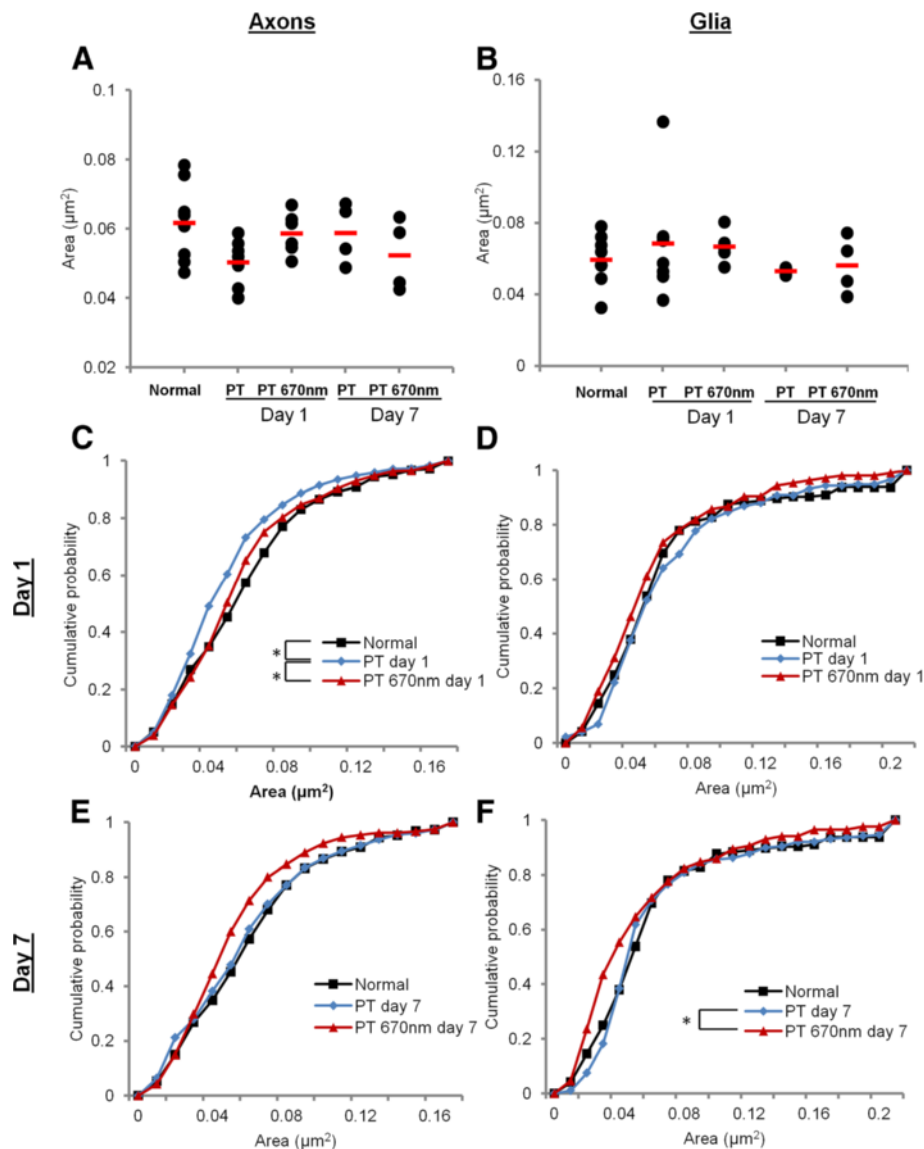 Axons
Glia
A
0.1
0.08
0.06
0.04
0.02
Area (µm²)
Normal
PT
PT 670nm
PT
PT 670nm
Day 1
Day 7
B
0.16
0.12
0.08
0.04
0
Area (µm²)
Normal
PT
PT 670nm
PT
PT 670nm
Day 1
Day 7
Day 1
C
1
0.8
0.6
0.4
0.2
0
Cumulative probability
*
*
Normal
PT day 1
PT 670nm day 1
0
0.04
0.08
0.12
0.16
Area (µm²)
D
1
0.8
0.6
0.4
0.2
0
Cumulative probability
Normal
PT day 1
PT 670nm day 1
0
0.04
0.08
0.12
0.16
0.2
Area (µm²)
Day 7
E
1
0.8
0.6
0.4
0.2
0
Cumulative probability
Normal
PT day 7
PT 670nm day 7
0
0.04
0.08
0.12
0.16
Area (µm²)
F
1
0.8
0.6
0.4
0.2
0
Cumulative probability
*
Normal
PT day 7
PT 670nm day 7
0
0.04
0.08
0.12
0.16
0.2
Area (µm²)